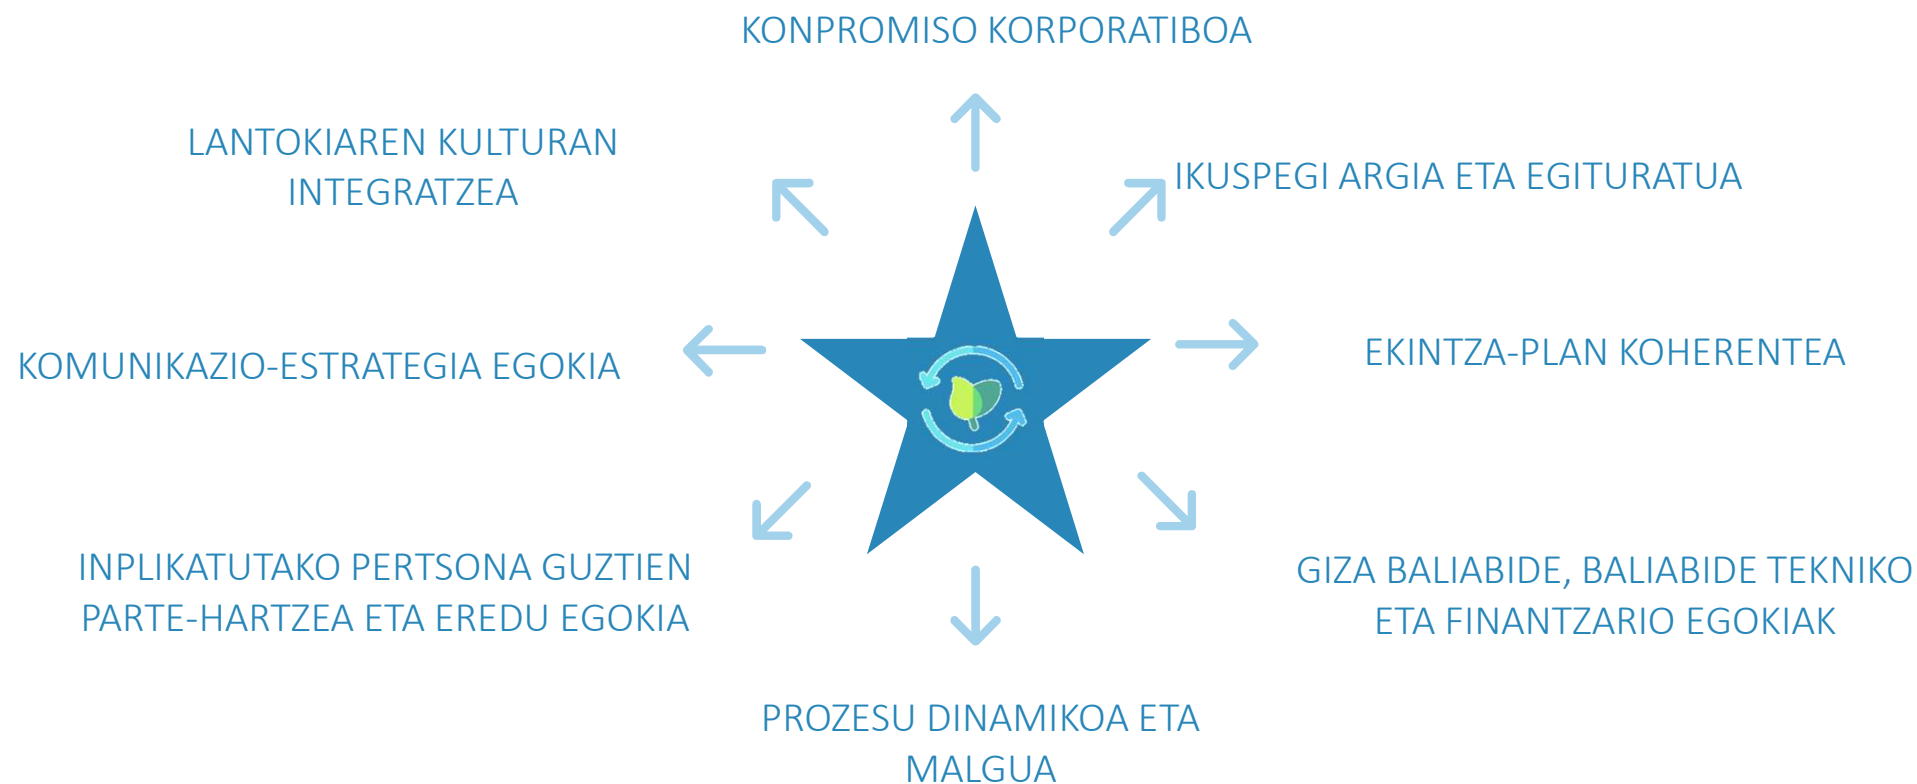 KONPROMISO KORPORATIBOA
LANTOKIAREN KULTURAN
INTEGRATZEA
IKUSPEGI ARGIA ETA EGITURATUA
KOMUNIKAZIO-ESTRATEGIA EGOKIA
EKINTZA-PLAN KOHERENTEA
INPLIKATUTAKO PERTSONA GUZTIEN
PARTE-HARTZEA ETA EREDU EGOKIA
GIZA BALIABIDE, BALIABIDE TEKNIKO
ETA FINANTZARIO EGOKIAK
PROZESU DINAMIKOA ETA
MALGUA